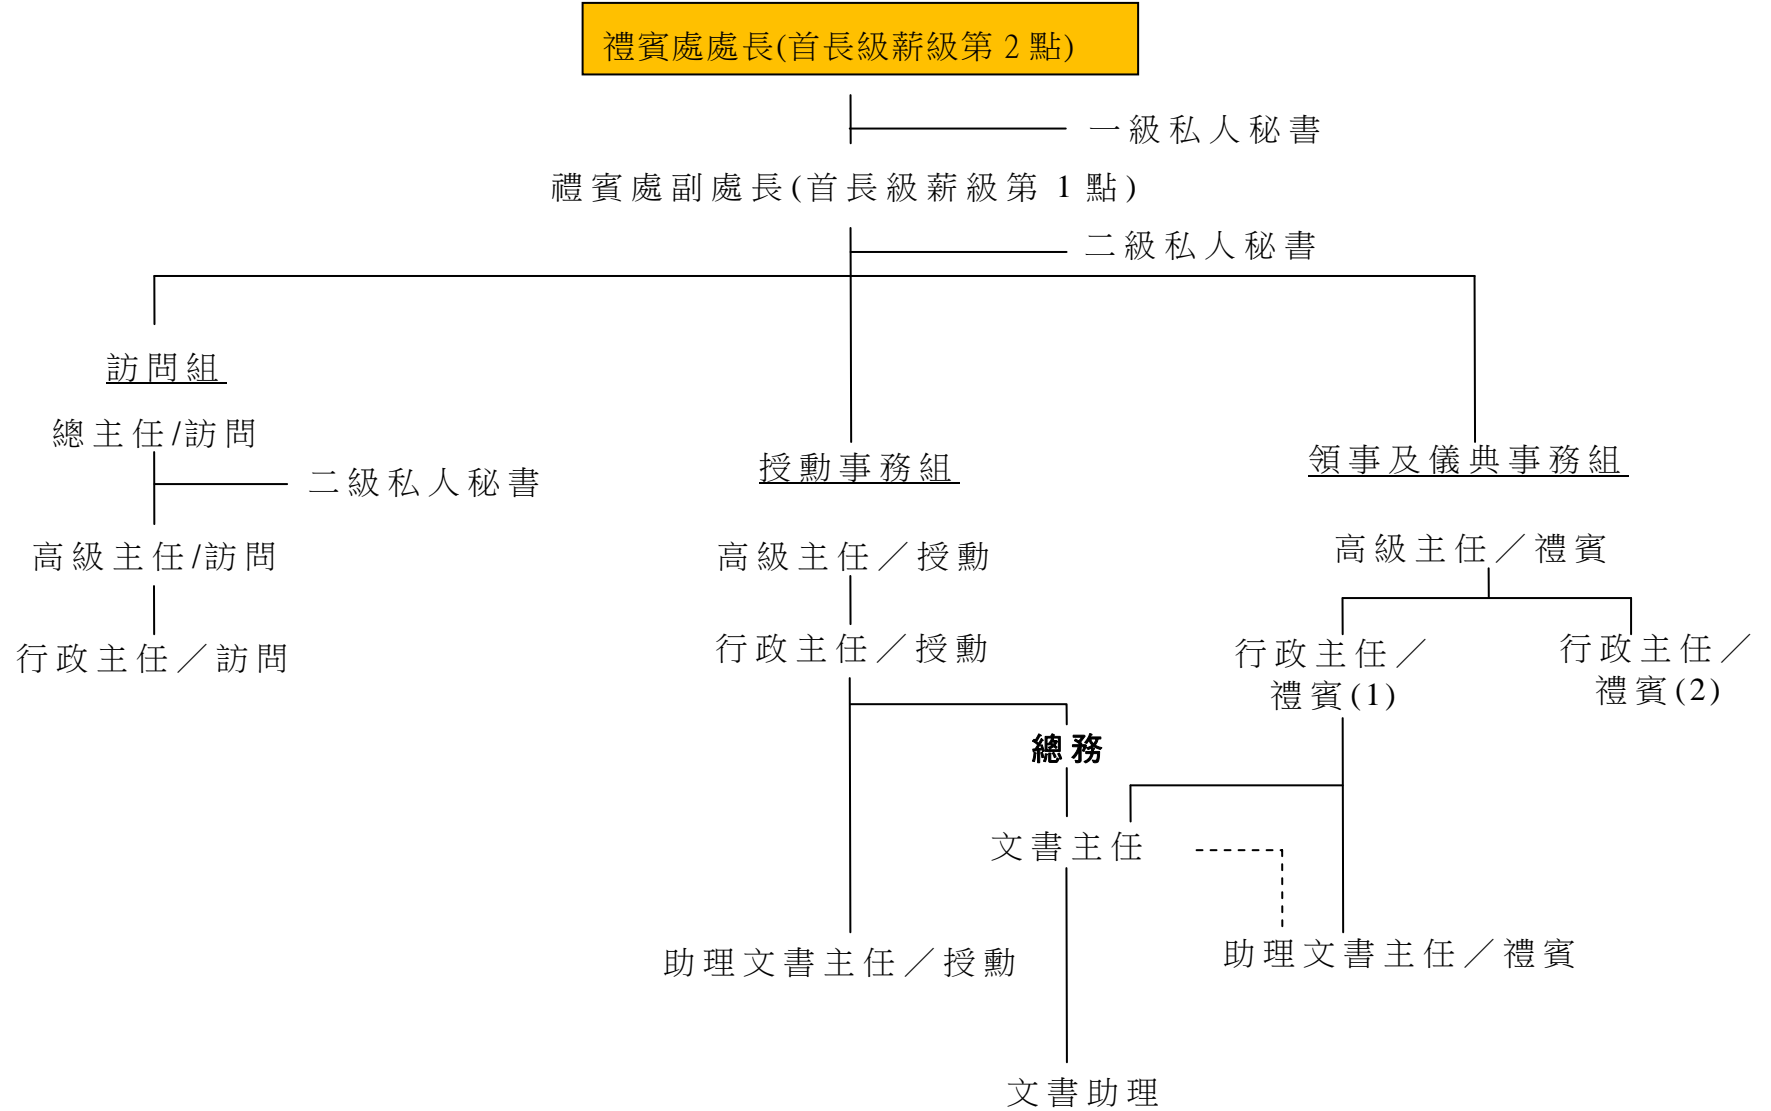 禮賓處處長(首長級薪級第 2 點)
一級私人秘書
禮賓處副處長(首長級薪級第 1 點)
二級私人秘書
訪問組
總主任/訪問
二級私人秘書
高級主任/訪問
行政主任／訪問
授勳事務組
高級主任／授勳
行政主任／授勳
總務
文書主任
助理文書主任／授勳
文書助理
領事及儀典事務組
高級主任／禮賓
行政主任／
禮賓(1)
行政主任／
禮賓(2)
助理文書主任／禮賓